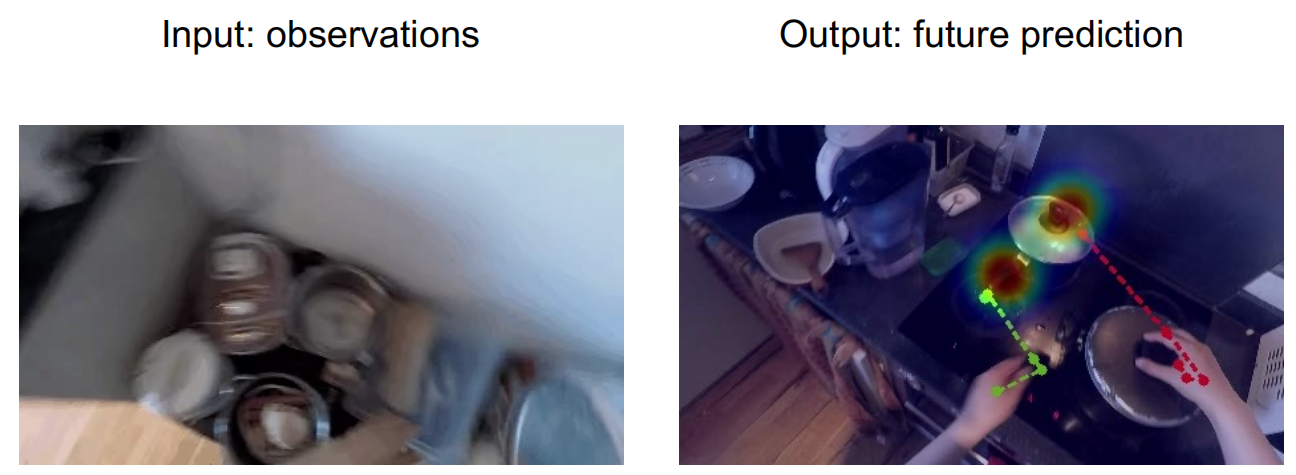 Input: observations
Output: future prediction